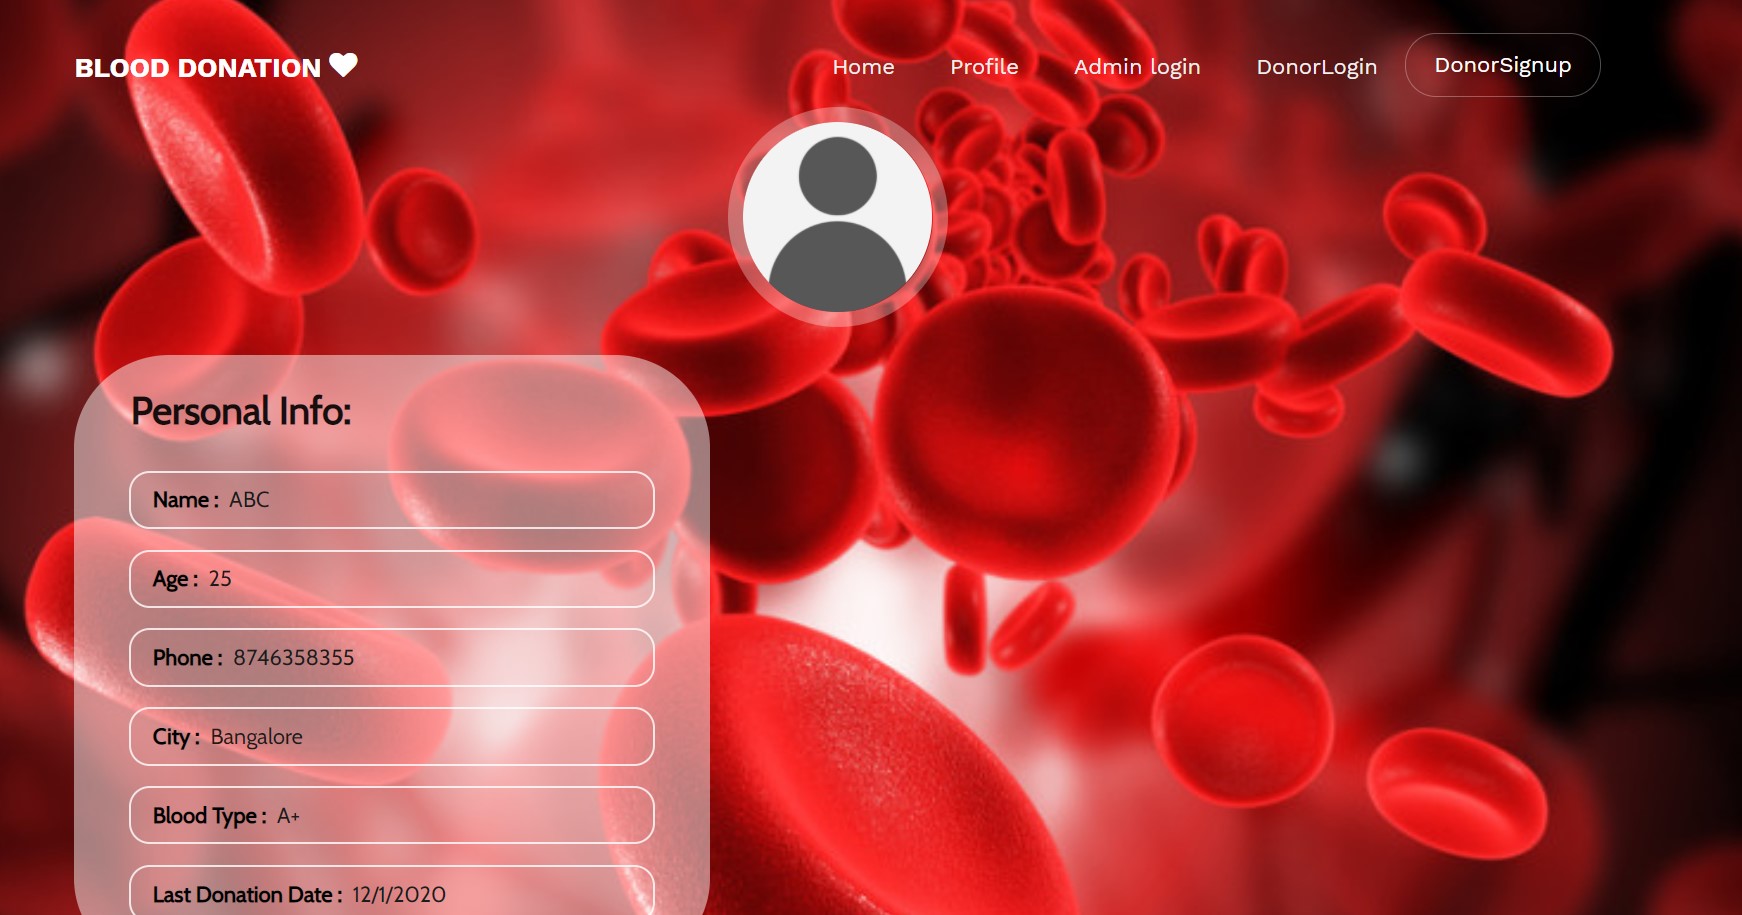 BLOOD DONATION
Home Profile Admin login DonorLogin DonorSignup
Personal Info:
Name : ABC
Age : 25
Phone : 8746358355
City : Bangalore
Blood Type : A+
Last Donation Date : 12/1/2020